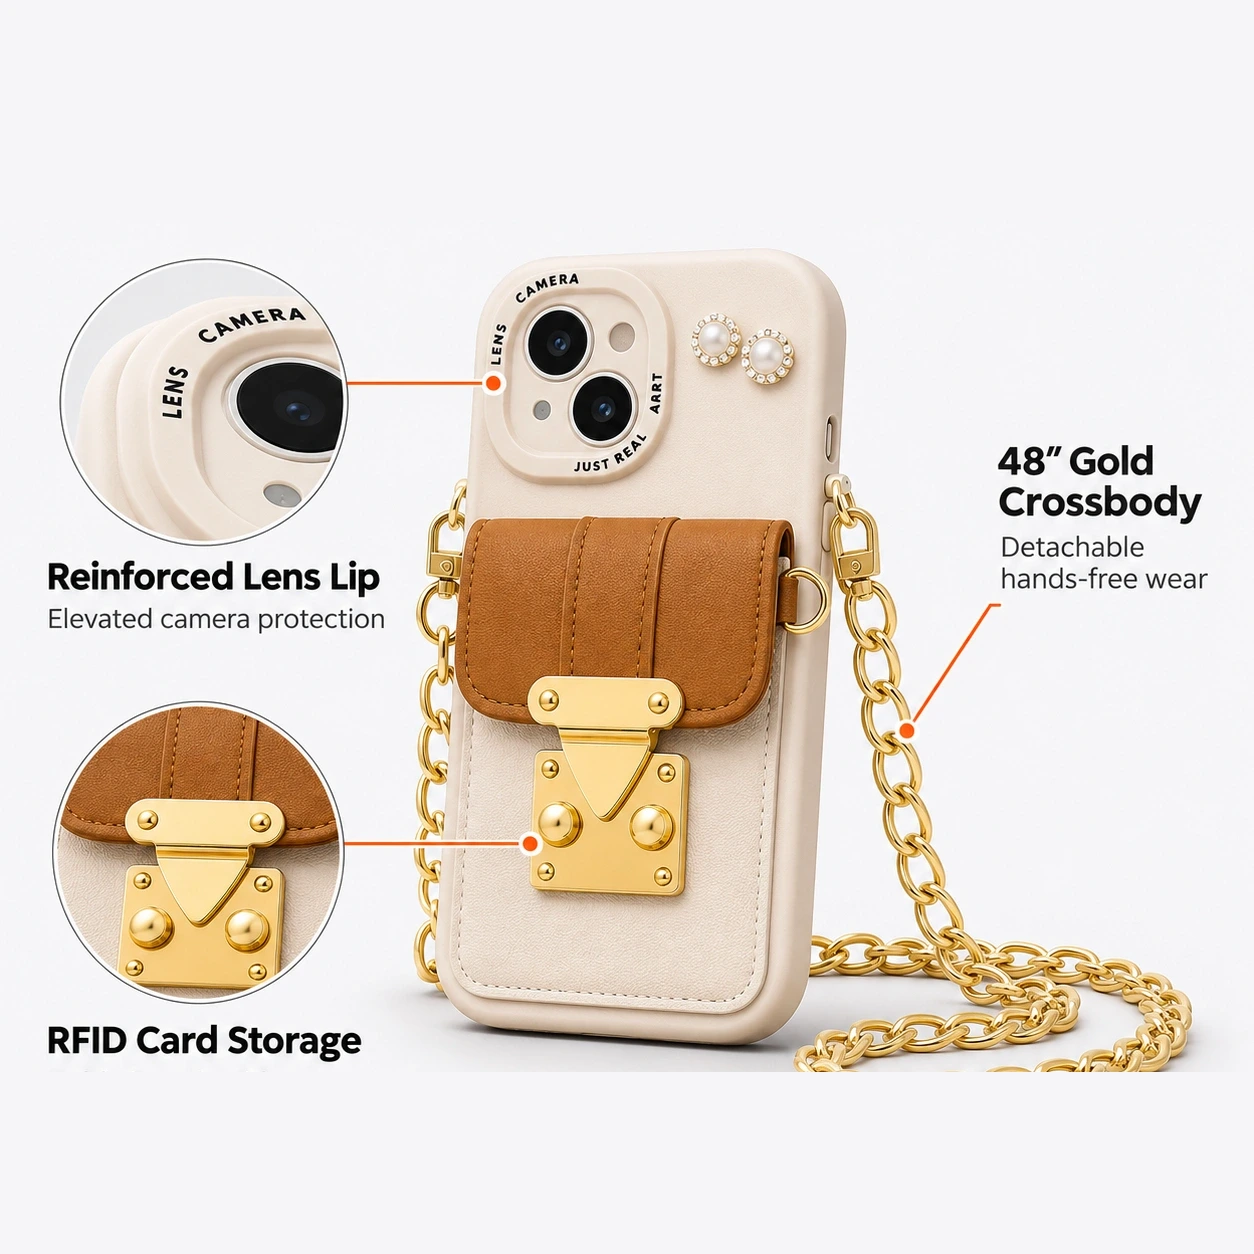 CAMERA
LENS
CAMERA
LENS
ARRT
JUST REAL
Reinforced Lens Lip
Elevated camera protection
48″ Gold
Crossbody
Detachable
hands-free wear
RFID Card Storage